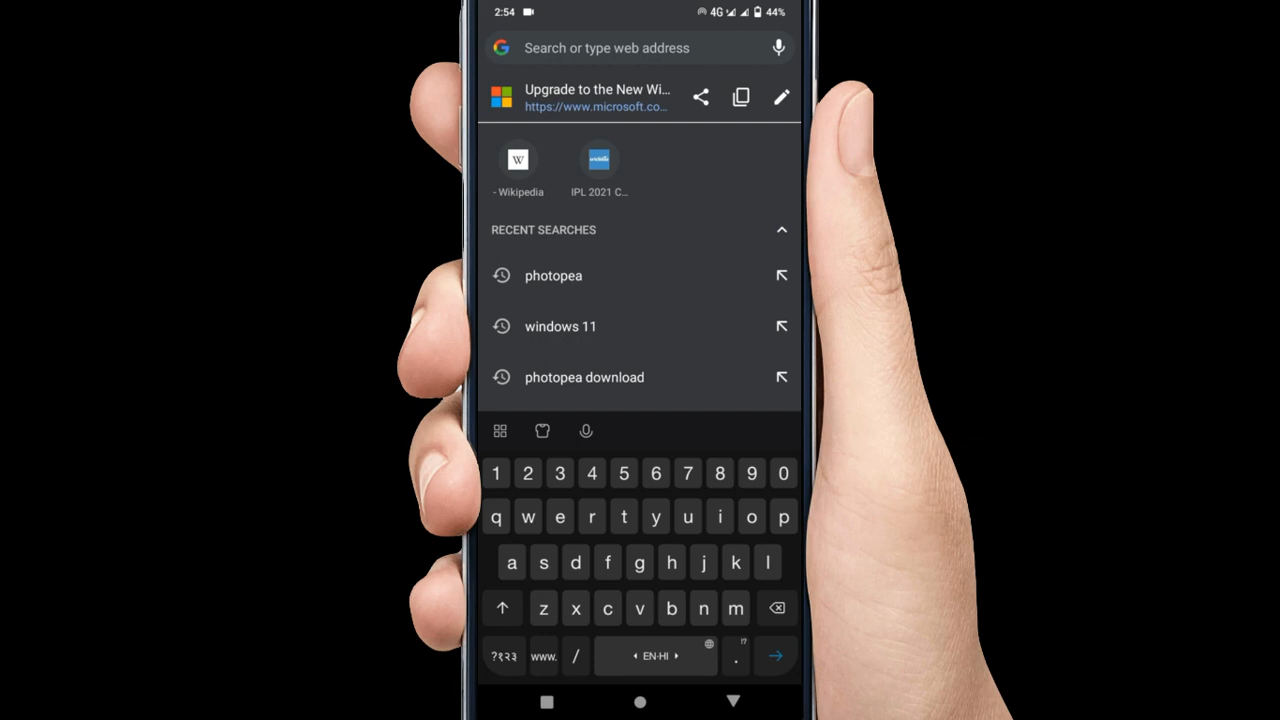 2:54 4G 44%
Search or type web address
Upgrade to the New Wi...
https://www.microsoft.co...
W
- Wikipedia IPL 2021 C...
RECENT SEARCHES
photopea
windows 11
photopea download
1 2 3 4 5 6 7 8 9 0
q w e r t y u i o p
a s d f g h j k l
z x c v b n m
?१२३ www. / EN-HI . !?